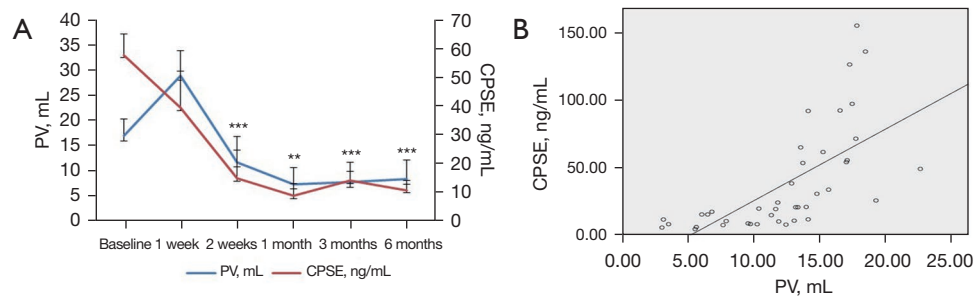 A
PV, mL
40
35
30
25
20
15
10
5
0
70
60
50
40
30
20
10
0
CPSE, ng/mL
***
**
***
***
Baseline 1 week 2 weeks 1 month 3 months 6 months
PV, mL CPSE, ng/mL
B
CPSE, ng/mL
150.00
100.00
50.00
0.00
0.00 5.00 10.00 15.00 20.00 25.00
PV, mL